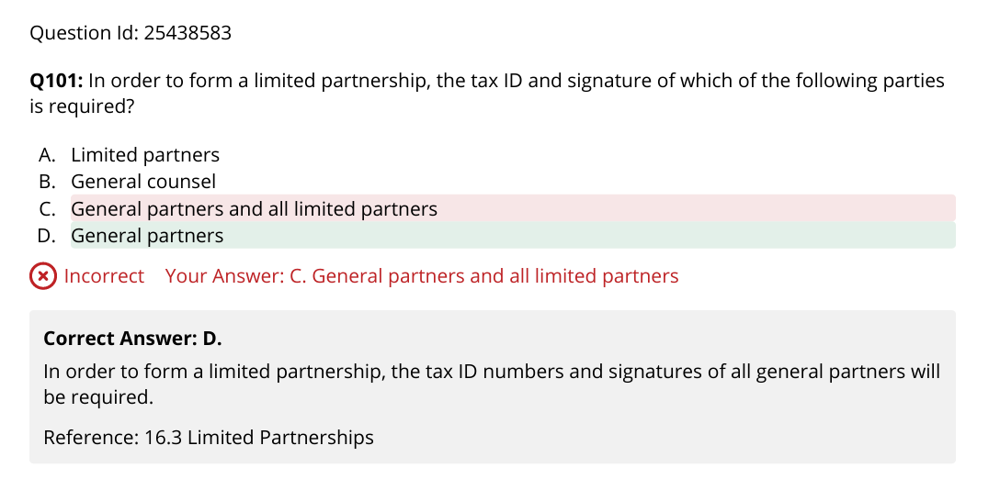 Question Id: 25438583
Q101: In order to form a limited partnership, the tax ID and signature of which of the following parties
is required?
A. Limited partners
B. General counsel
C. General partners and all limited partners
D. General partners
Incorrect Your Answer: C. General partners and all limited partners
Correct Answer: D.
In order to form a limited partnership, the tax ID numbers and signatures of all general partners will
be required.
Reference: 16.3 Limited Partnerships